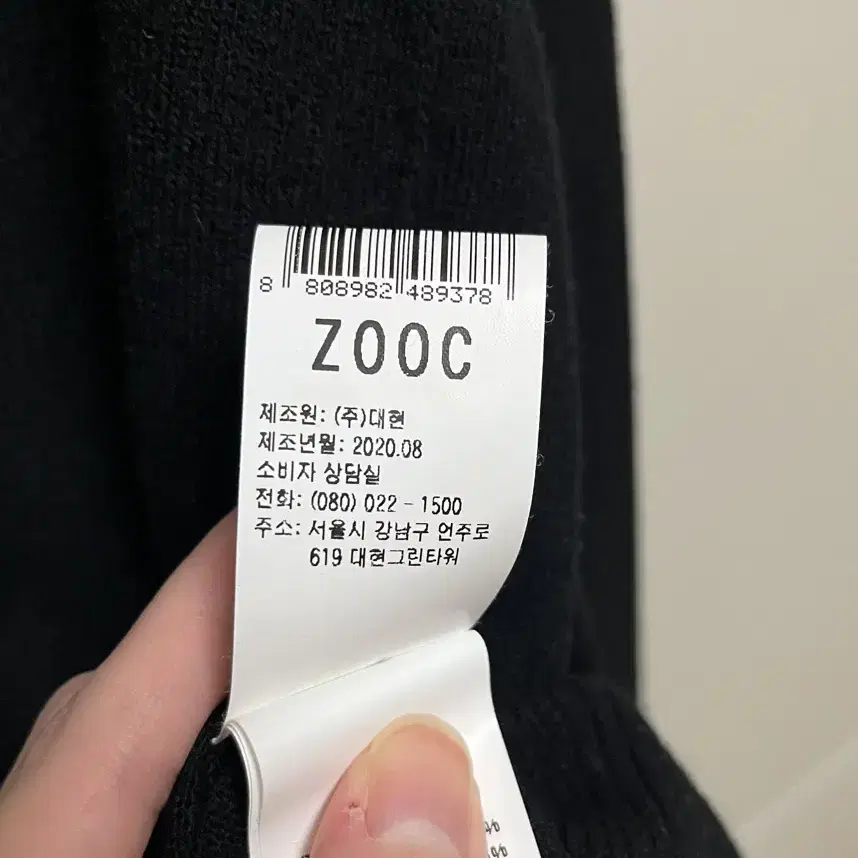 8 808982 489378
ZOOC
제조원: (주)대현
제조년월: 2020.08
소비자 상담실
전화: (080) 022-1500
주소: 서울시 강남구 언주로
619 대현그린타워
%
%